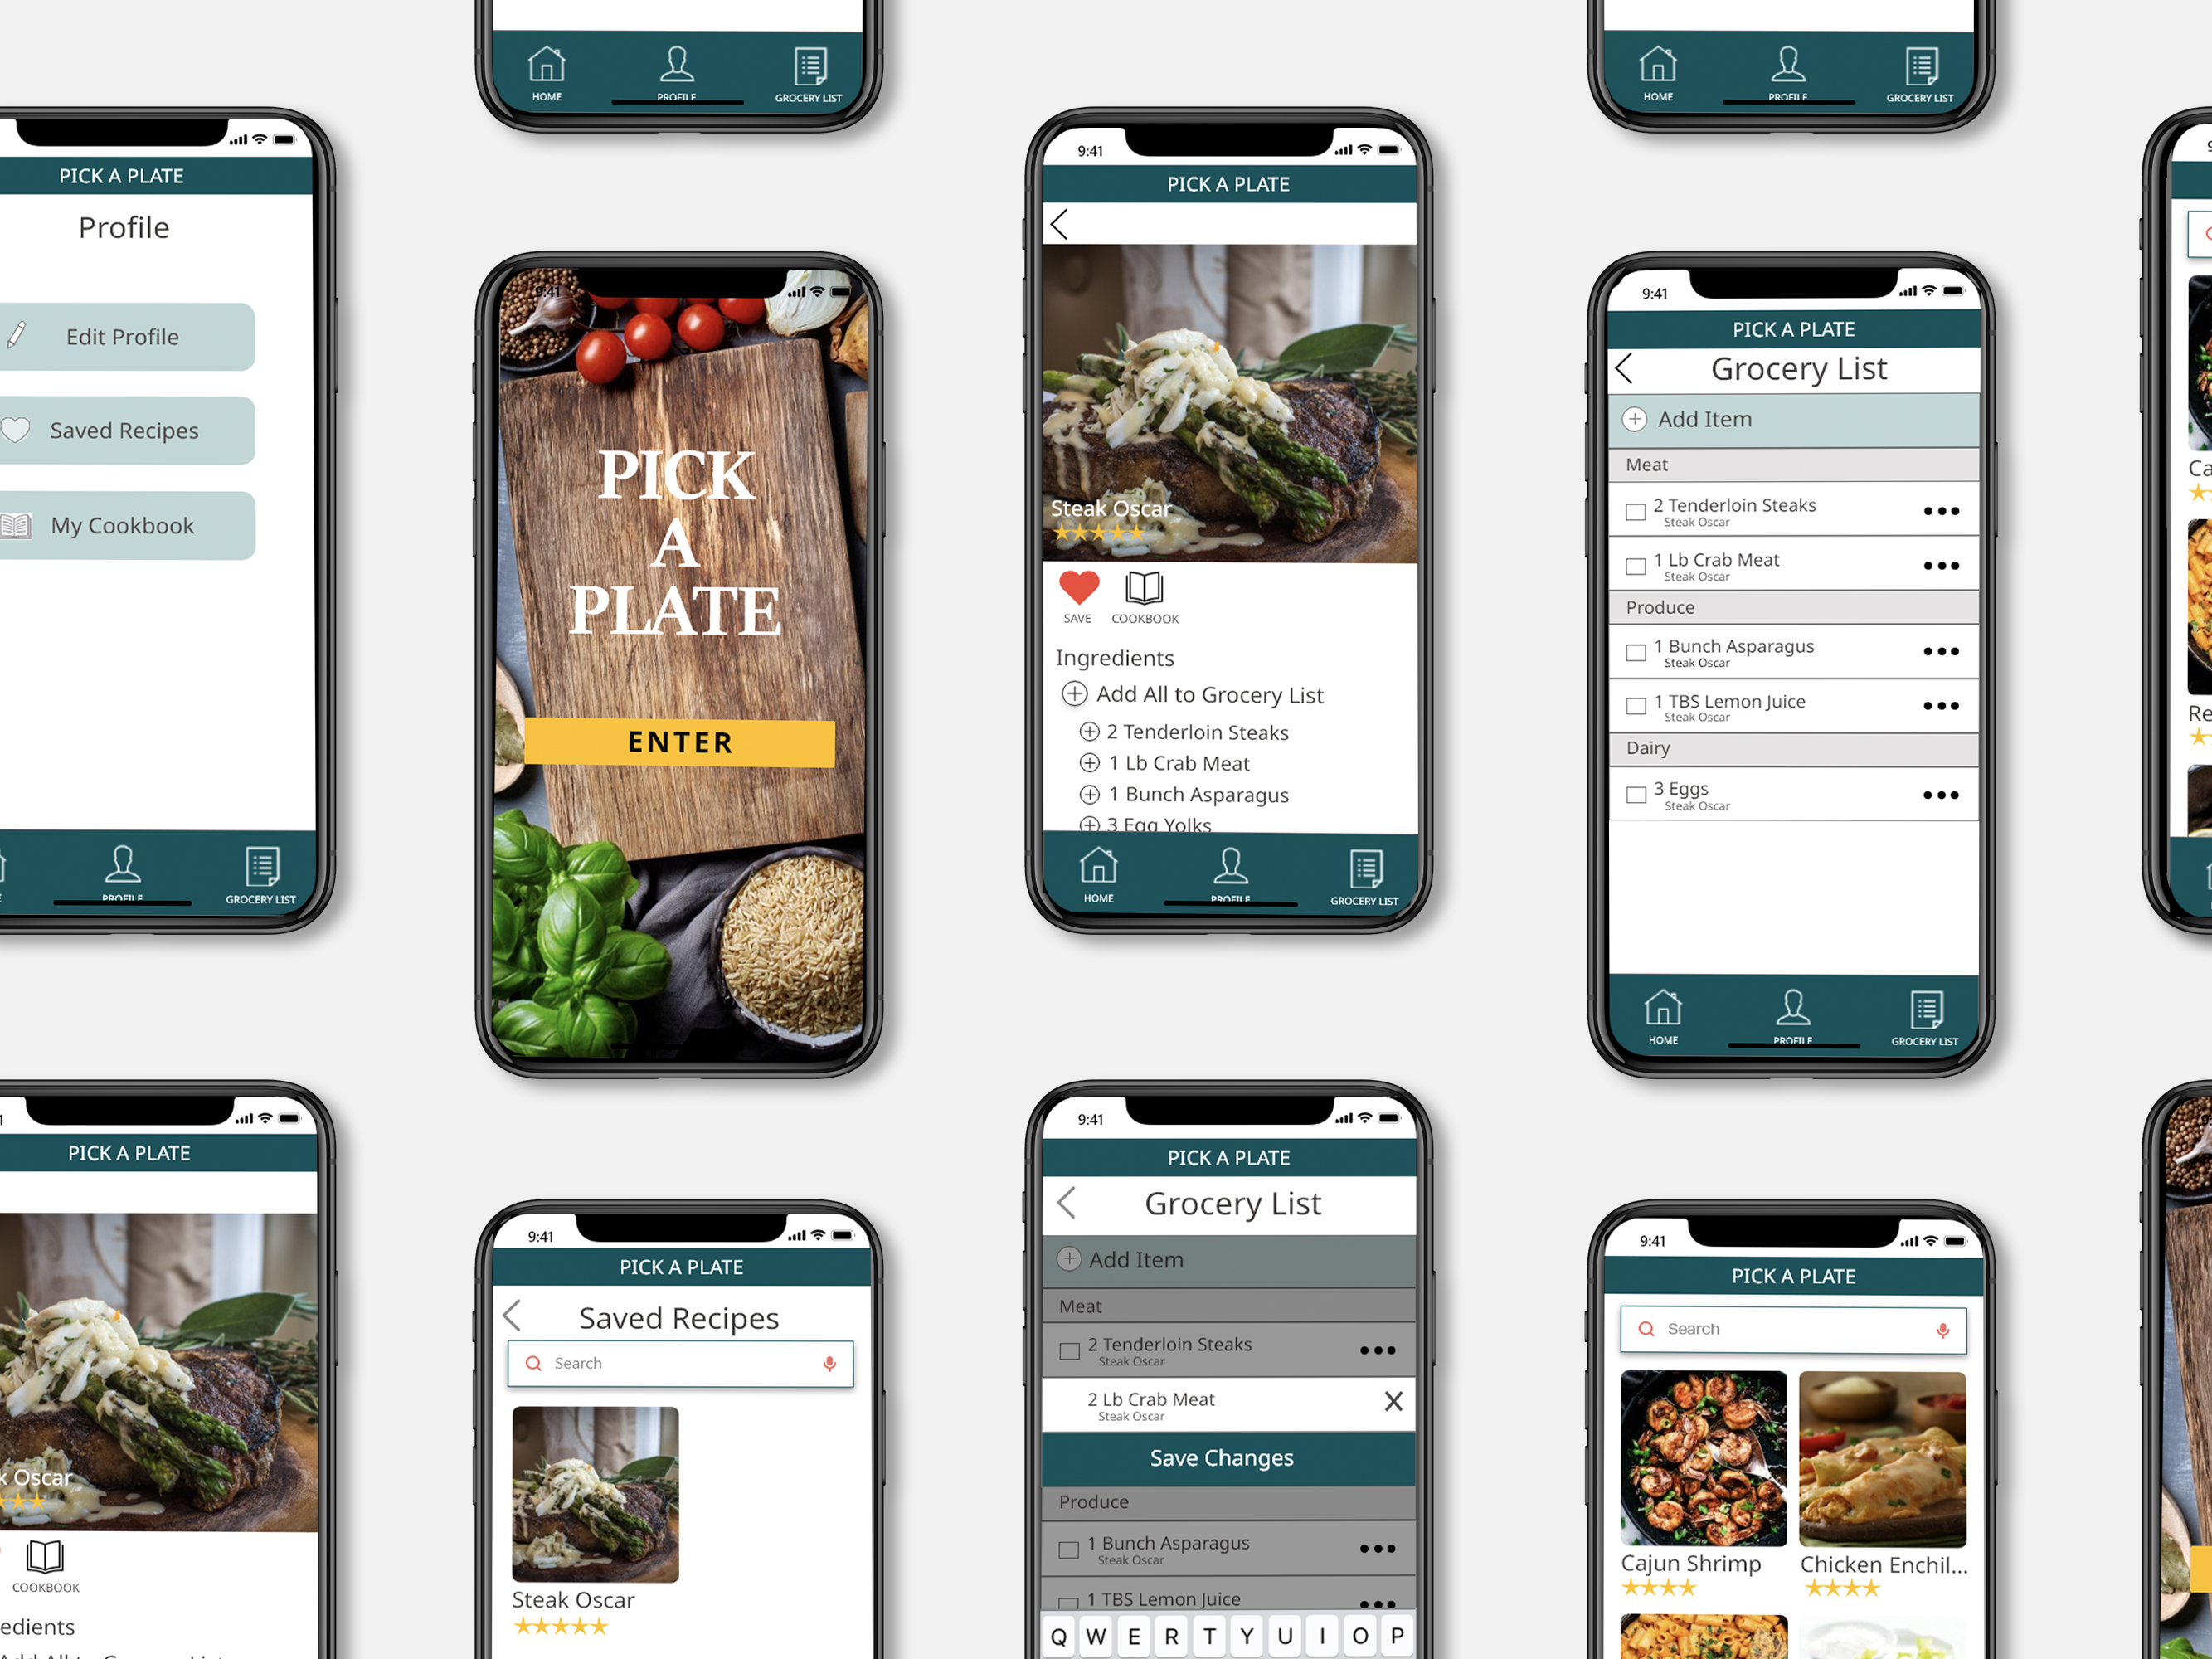 HOME
PROFILE
GROCERY LIST
HOME
PROFILE
GROCERY LIST
PICK A PLATE
Profile
Edit Profile
Saved Recipes
My Cookbook
PROFILE
GROCERY LIST
9:41
PICK
A
PLATE
ENTER
9:41
PICK A PLATE
Steak Oscar
SAVE
COOKBOOK
Ingredients
Add All to Grocery List
2 Tenderloin Steaks
1 Lb Crab Meat
1 Bunch Asparagus
3 Egg Yolks
HOME
PROFILE
GROCERY LIST
9:41
PICK A PLATE
Grocery List
Add Item
Meat
2 Tenderloin Steaks
Steak Oscar
1 Lb Crab Meat
Steak Oscar
Produce
1 Bunch Asparagus
Steak Oscar
1 TBS Lemon Juice
Steak Oscar
Dairy
3 Eggs
Steak Oscar
HOME
PROFILE
GROCERY LIST
Ca
Re
PICK A PLATE
k Oscar
COOKBOOK
edients
9:41
PICK A PLATE
Saved Recipes
Search
Steak Oscar
9:41
PICK A PLATE
Grocery List
Add Item
Meat
2 Tenderloin Steaks
Steak Oscar
2 Lb Crab Meat
Steak Oscar
Save Changes
Produce
1 Bunch Asparagus
Steak Oscar
1 TBS Lemon Juice
Q W E R T Y U I O P
9:41
PICK A PLATE
Search
Cajun Shrimp
Chicken Enchil...